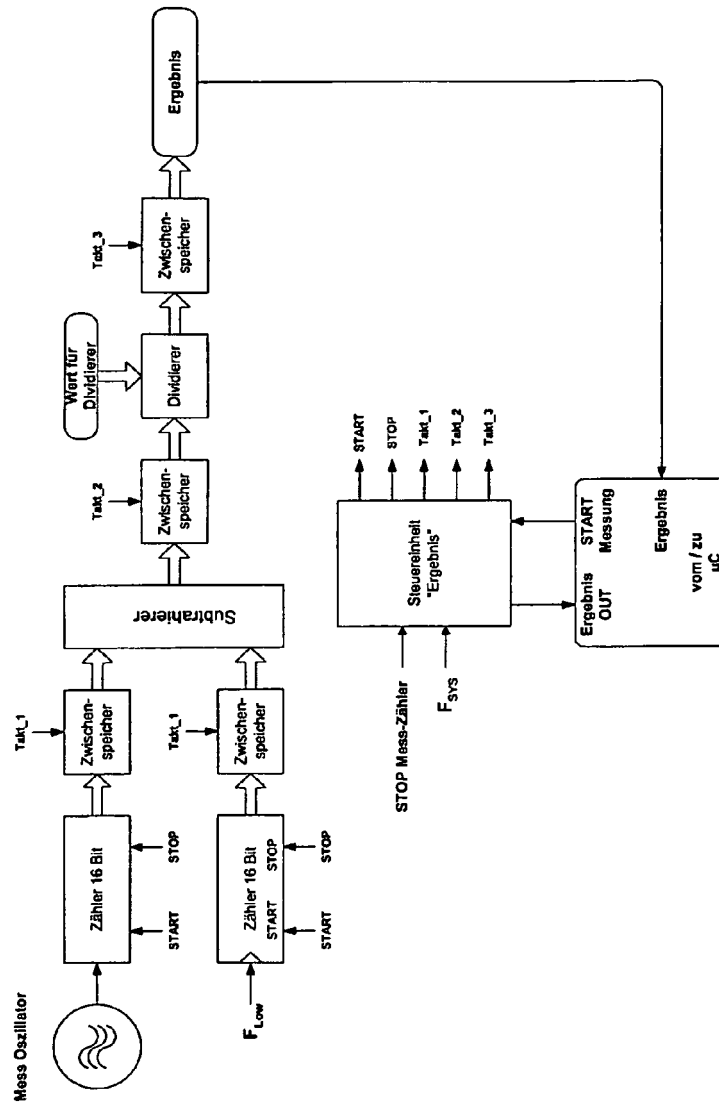 Mess Oszillator
Zähler 16 Bit
START
STOP
Takt_1
Zwischen-
speicher
F_Low
Zähler 16 Bit
START
STOP
START
STOP
Takt_1
Zwischen-
speicher
Subtrahierer
Takt_2
Zwischen-
speicher
Wert für
Dividierer
Dividierer
Takt_3
Zwischen-
speicher
Ergebnis
STOP Mess-Zähler
F_SYS
Steuereinheit
"Ergebnis"
START
STOP
Takt_1
Takt_2
Takt_3
Ergebnis
OUT
START
Messung
Ergebnis
vom / zu
µC